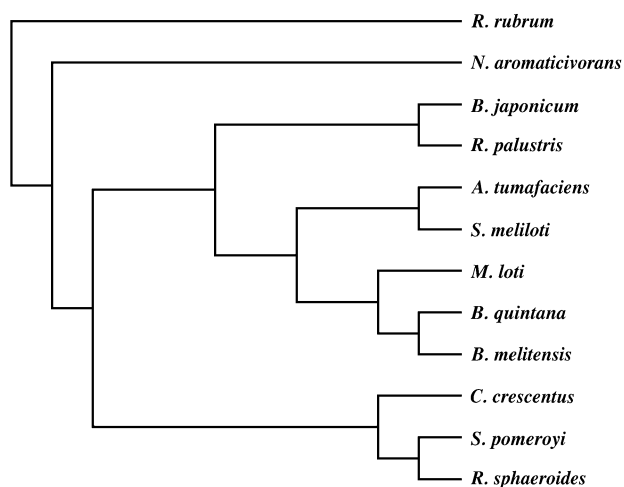 R. rubrum
N. aromaticivorans
B. japonicum
R. palustris
A. tumafaciens
S. meliloti
M. loti
B. quintana
B. melitensis
C. crescentus
S. pomeroyi
R. sphaeroides